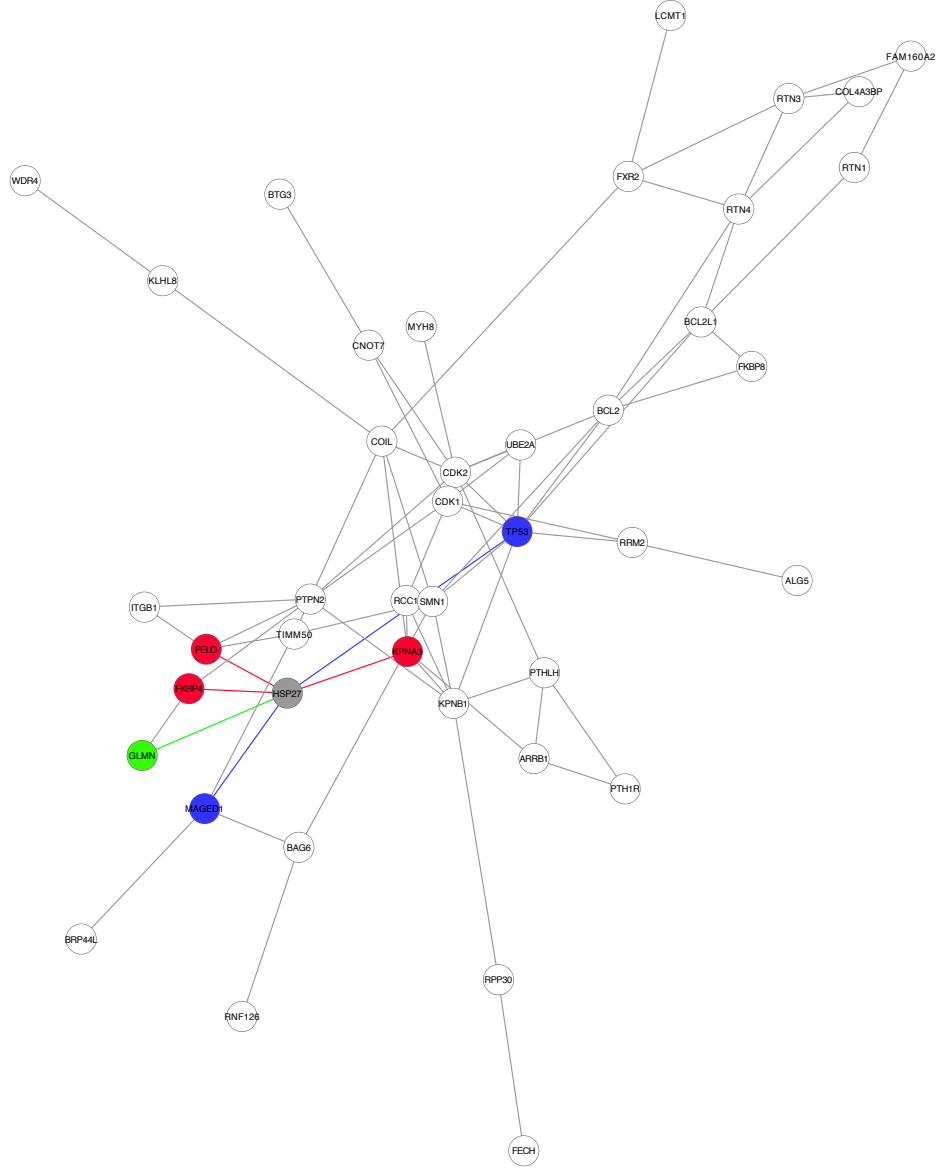 LCMT1
FAM160A2
COL4A3BP
RTN3
RTN1
FXR2
WDR4
BTG3
RTN4
KLHL8
BCL2L1
MYH8
CNOT7
FKBP8
BCL2
COIL
UBE2A
CDK2
CDK1
TP53
RRM2
ALG5
PTPN2
RCC1
SMN1
ITGB1
TIMM50
PELO
KPNA3
PTHLH
FKBP4
HSP27
KPNB1
GLMN
ARRB1
PTH1R
MAGED1
BAG6
BRP44L
RPP30
RNF126
FECH